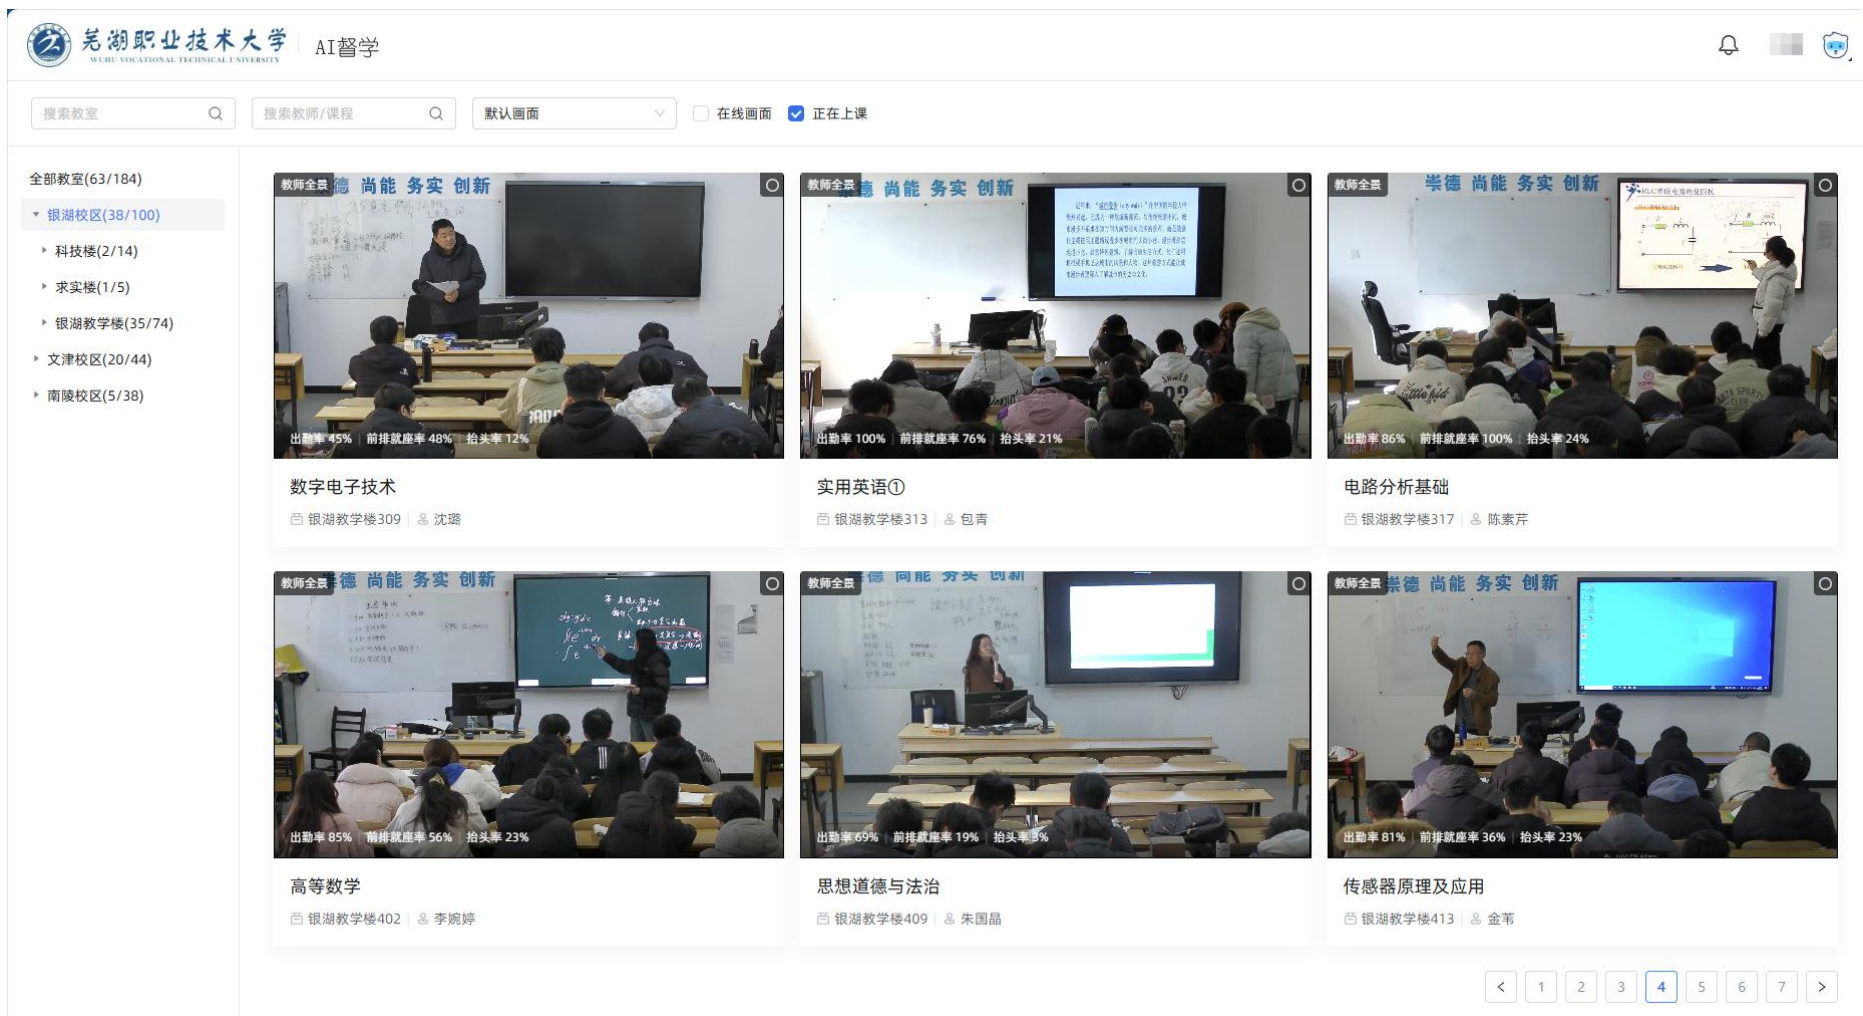 芜湖职业技术大学
WUHU VOCATIONAL TECHNICAL UNIVERSITY
AI督学
搜索教室
搜索教师/课程
默认画面
在线画面
正在上课
全部教室(63/184)
银湖校区(38/100)
科技楼(2/14)
求实楼(1/5)
银湖教学楼(35/74)
文津校区(20/44)
南陵校区(5/38)
教师全景
德 尚能 务实 创新
出勤率 45% 前排就座率 48% 抬头率 12%
数字电子技术
银湖教学楼309 沈璐
教师全景
德 尚能 务实 创新
出勤率 100% 前排就座率 76% 抬头率 21%
实用英语①
银湖教学楼313 包青
教师全景
崇德 尚能 务实 创新
出勤率 86% 前排就座率 100% 抬头率 24%
电路分析基础
银湖教学楼317 陈素芹
教师全景
德 尚能 务实 创新
出勤率 85% 前排就座率 56% 抬头率 23%
高等数学
银湖教学楼402 李婉婷
教师全景
德 尚能 务实 创新
出勤率 69% 前排就座率 19% 抬头率 3%
思想道德与法治
银湖教学楼409 朱国晶
教师全景
崇德 尚能 务实 创新
出勤率 81% 前排就座率 36% 抬头率 23%
传感器原理及应用
银湖教学楼413 金苇
< 1 2 3 4 5 6 7 >